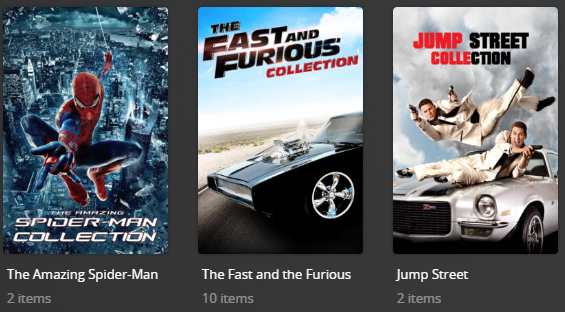 THE AMAZING
SPIDER-MAN
COLLECTION
The Amazing Spider-Man
2 items
THE
FAST AND
FURIOUS
COLLECTION
The Fast and the Furious
10 items
JUMP STREET
COLLECTION
Jump Street
2 items